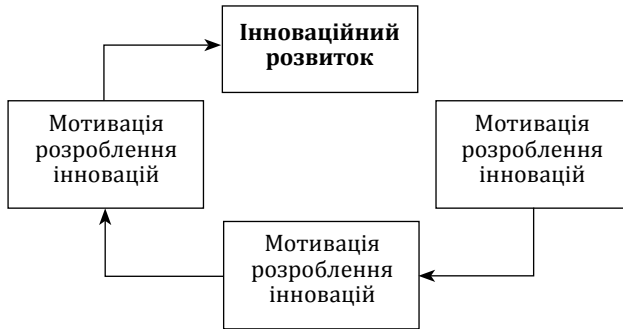 Інноваційний
розвиток
Мотивація
розроблення
інновацій
Мотивація
розроблення
інновацій
Мотивація
розроблення
інновацій